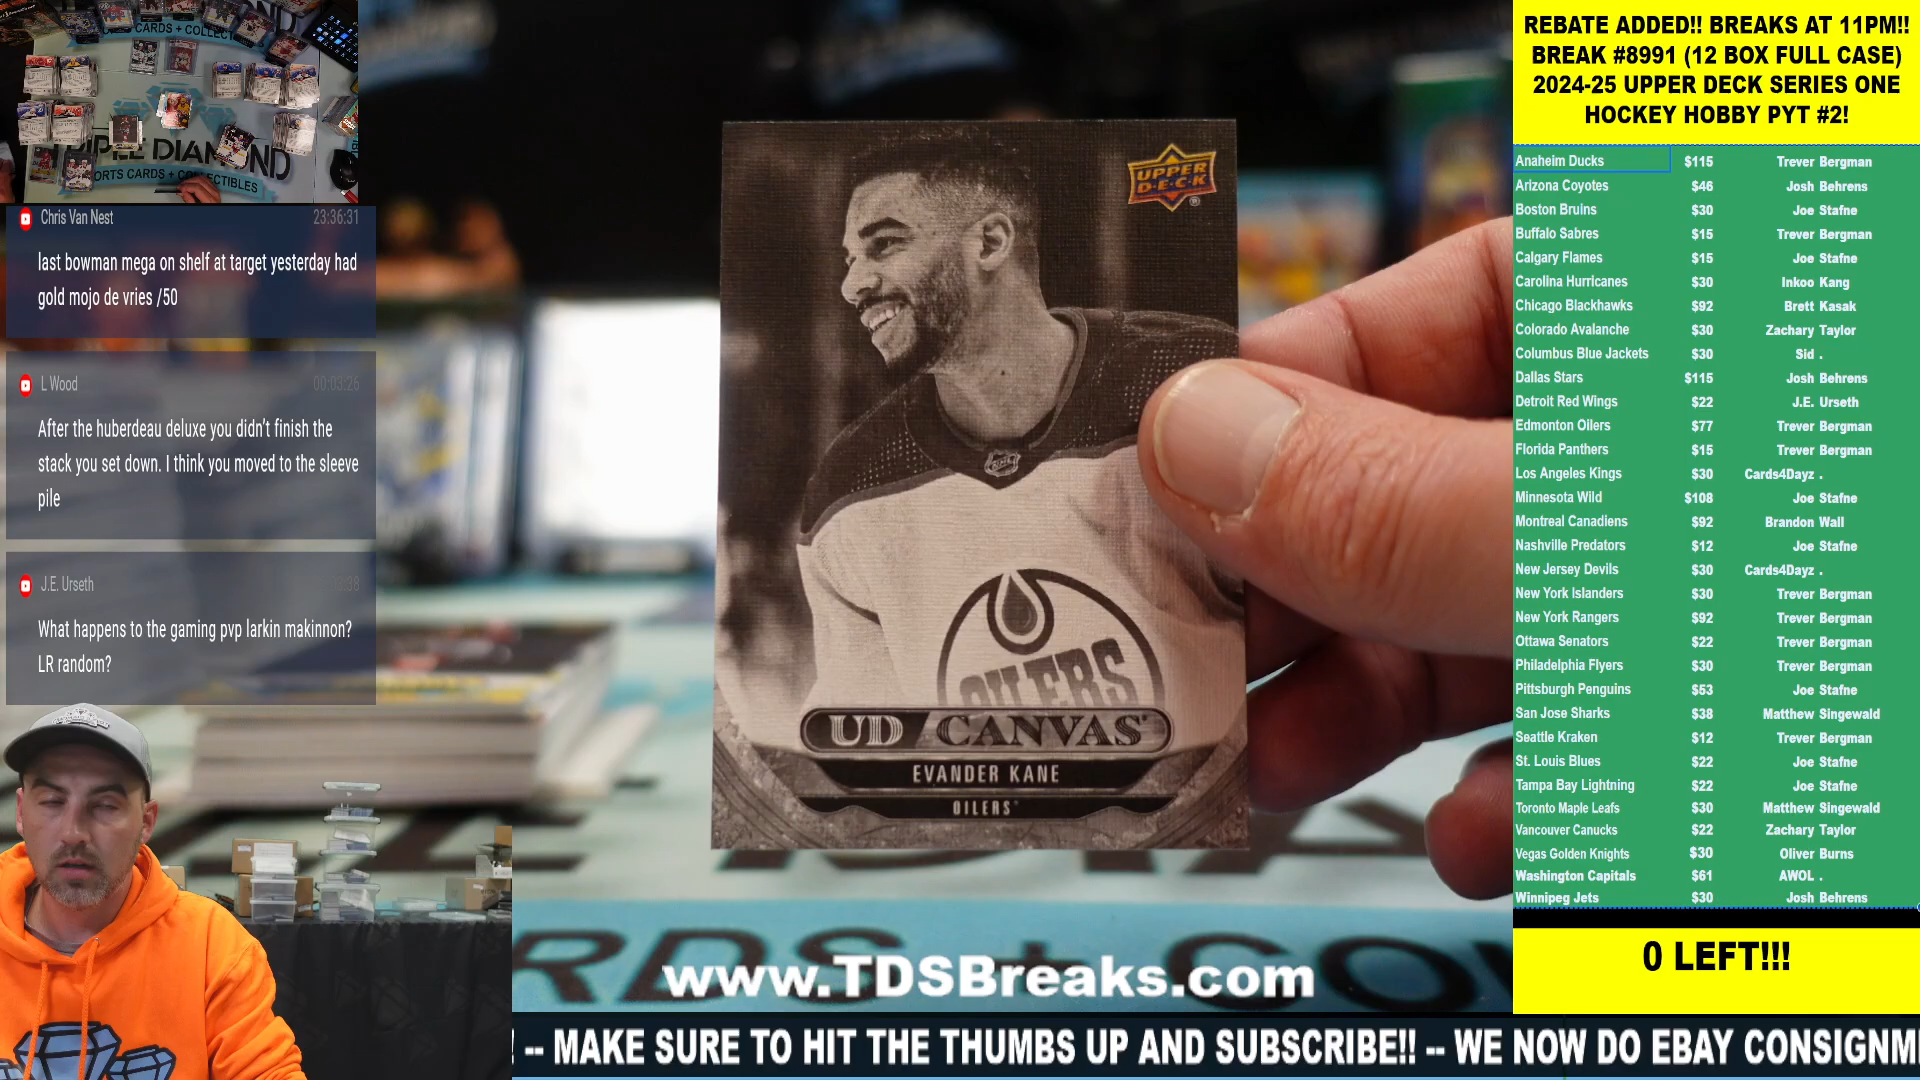 CARDS + COLLECT
ORTS CARDS + COLLECTIBLES
Chris Van Nest 23:36:31
last bowman mega on shelf at target yesterday had
gold mojo de vries /50
L Wood 00:03:26
After the huberdeau deluxe you didn't finish the
stack you set down. I think you moved to the sleeve
pile
J.E. Urseth
What happens to the gaming pvp larkin makinnon?
LR random?
UPPER
D·E·C·K
OILERS
UD CANVAS
EVANDER KANE
OILERS
www.TDSBreaks.com
REBATE ADDED!! BREAKS AT 11PM!!
BREAK #8991 (12 BOX FULL CASE)
2024-25 UPPER DECK SERIES ONE
HOCKEY HOBBY PYT #2!
Anaheim Ducks $115 Trever Bergman
Arizona Coyotes $46 Josh Behrens
Boston Bruins $30 Joe Stafne
Buffalo Sabres $15 Trever Bergman
Calgary Flames $15 Joe Stafne
Carolina Hurricanes $30 Inkoo Kang
Chicago Blackhawks $92 Brett Kasak
Colorado Avalanche $30 Zachary Taylor
Columbus Blue Jackets $30 Sid .
Dallas Stars $115 Josh Behrens
Detroit Red Wings $22 J.E. Urseth
Edmonton Oilers $77 Trever Bergman
Florida Panthers $15 Trever Bergman
Los Angeles Kings $30 Cards4Dayz .
Minnesota Wild $108 Joe Stafne
Montreal Canadiens $92 Brandon Wall
Nashville Predators $12 Joe Stafne
New Jersey Devils $30 Cards4Dayz .
New York Islanders $30 Trever Bergman
New York Rangers $92 Trever Bergman
Ottawa Senators $22 Trever Bergman
Philadelphia Flyers $30 Trever Bergman
Pittsburgh Penguins $53 Joe Stafne
San Jose Sharks $38 Matthew Singewald
Seattle Kraken $12 Trever Bergman
St. Louis Blues $22 Joe Stafne
Tampa Bay Lightning $22 Joe Stafne
Toronto Maple Leafs $30 Matthew Singewald
Vancouver Canucks $22 Zachary Taylor
Vegas Golden Knights $30 Oliver Burns
Washington Capitals $61 AWOL .
Winnipeg Jets $30 Josh Behrens
0 LEFT!!!
! -- MAKE SURE TO HIT THE THUMBS UP AND SUBSCRIBE!! -- WE NOW DO EBAY CONSIGNM